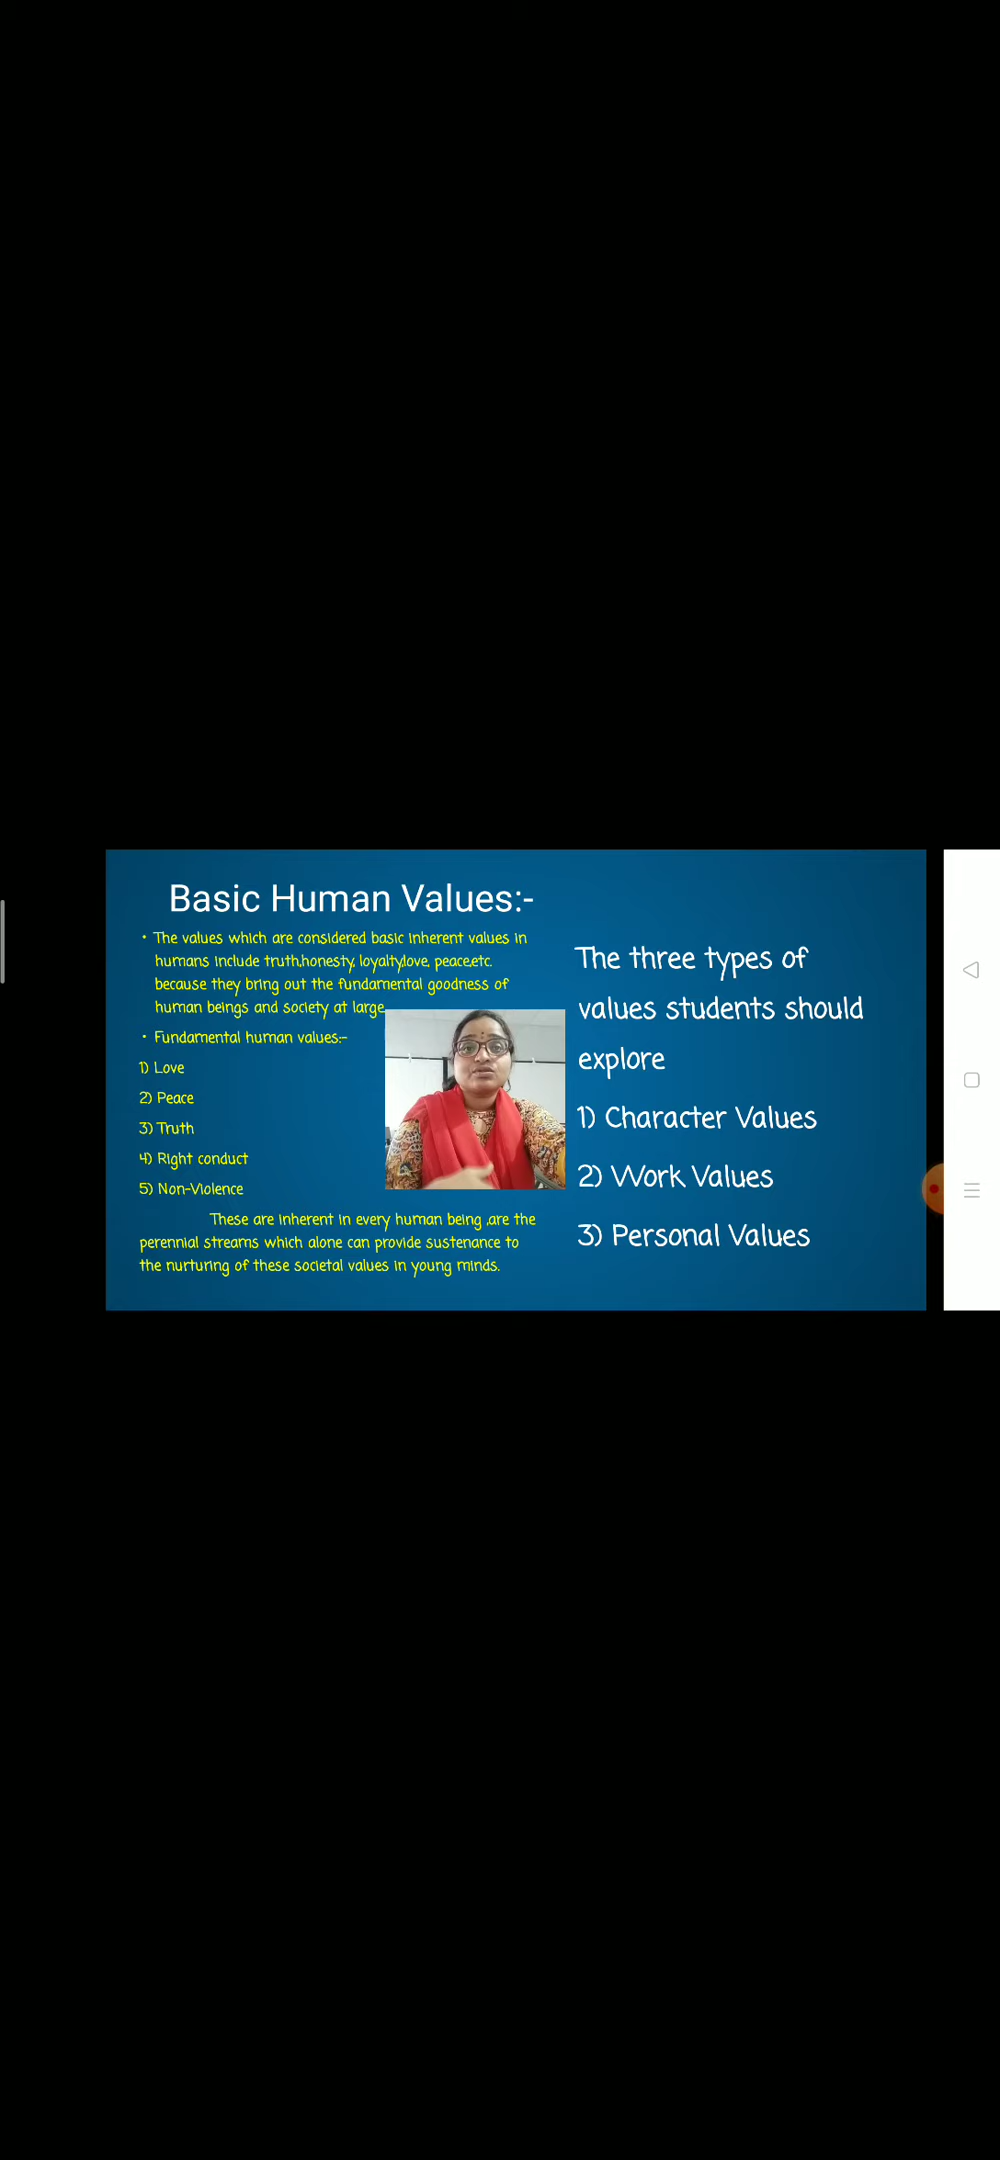 Basic Human Values:-
• The values which are considered basic inherent values in
humans include truth,honesty, loyalty,love, peace,etc.
because they bring out the fundamental goodness of
human beings and society at large.
• Fundamental human values:-
1) Love
2) Peace
3) Truth
4) Right conduct
5) Non-Violence
These are inherent in every human being ,are the
perennial streams which alone can provide sustenance to
the nurturing of these societal values in young minds.
The three types of
values students should
explore
1) Character Values
2) Work Values
3) Personal Values